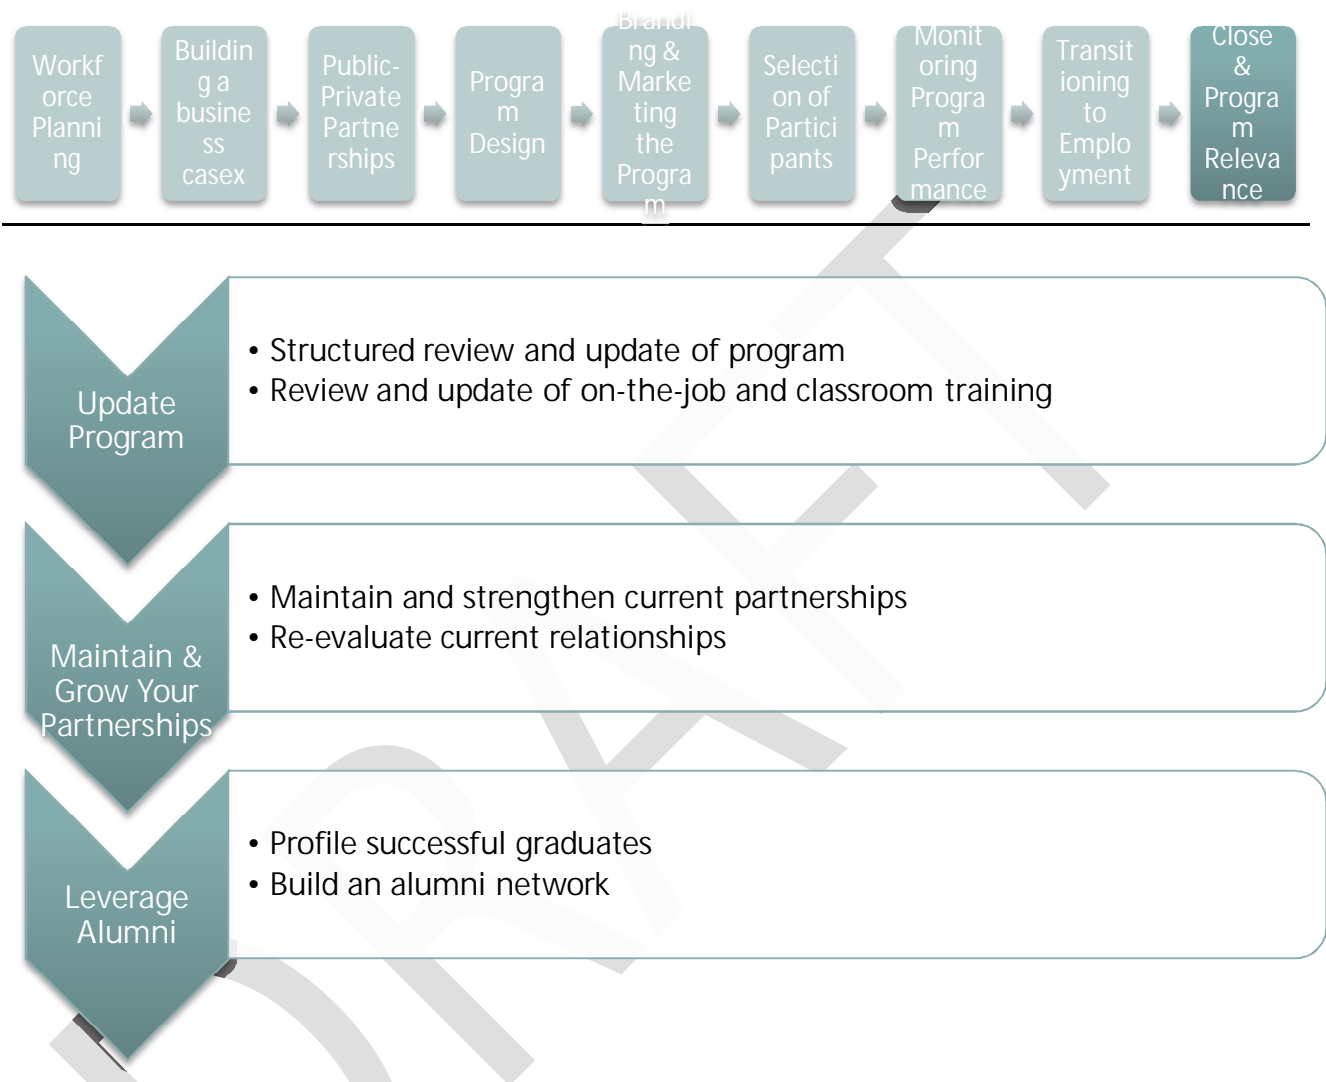 Workf
orce
Planni
ng
Buildin
g a
busine
ss
casex
Public-
Private
Partne
rships
Progra
m
Design
Brandi
ng &
Marke
ting
the
Progra
m
Selecti
on of
Partici
pants
Monit
oring
Progra
m
Perfor
mance
Transit
ioning
to
Emplo
yment
Close
&
Progra
m
Releva
nce
Update
Program
• Structured review and update of program
• Review and update of on-the-job and classroom training
Maintain &
Grow Your
Partnerships
• Maintain and strengthen current partnerships
• Re-evaluate current relationships
Leverage
Alumni
• Profile successful graduates
• Build an alumni network
DRAFT